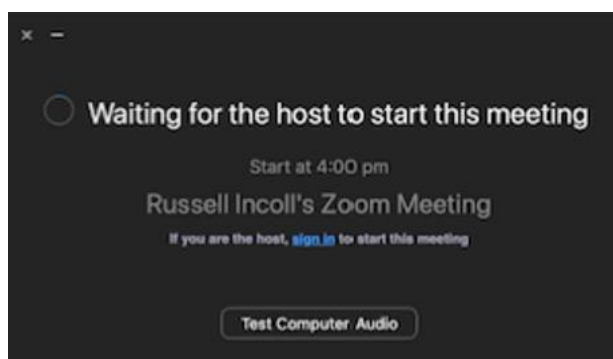 Waiting for the host to start this meeting
Start at 4:00 pm
Russell Incoll's Zoom Meeting
If you are the host, sign in to start this meeting
Test Computer Audio